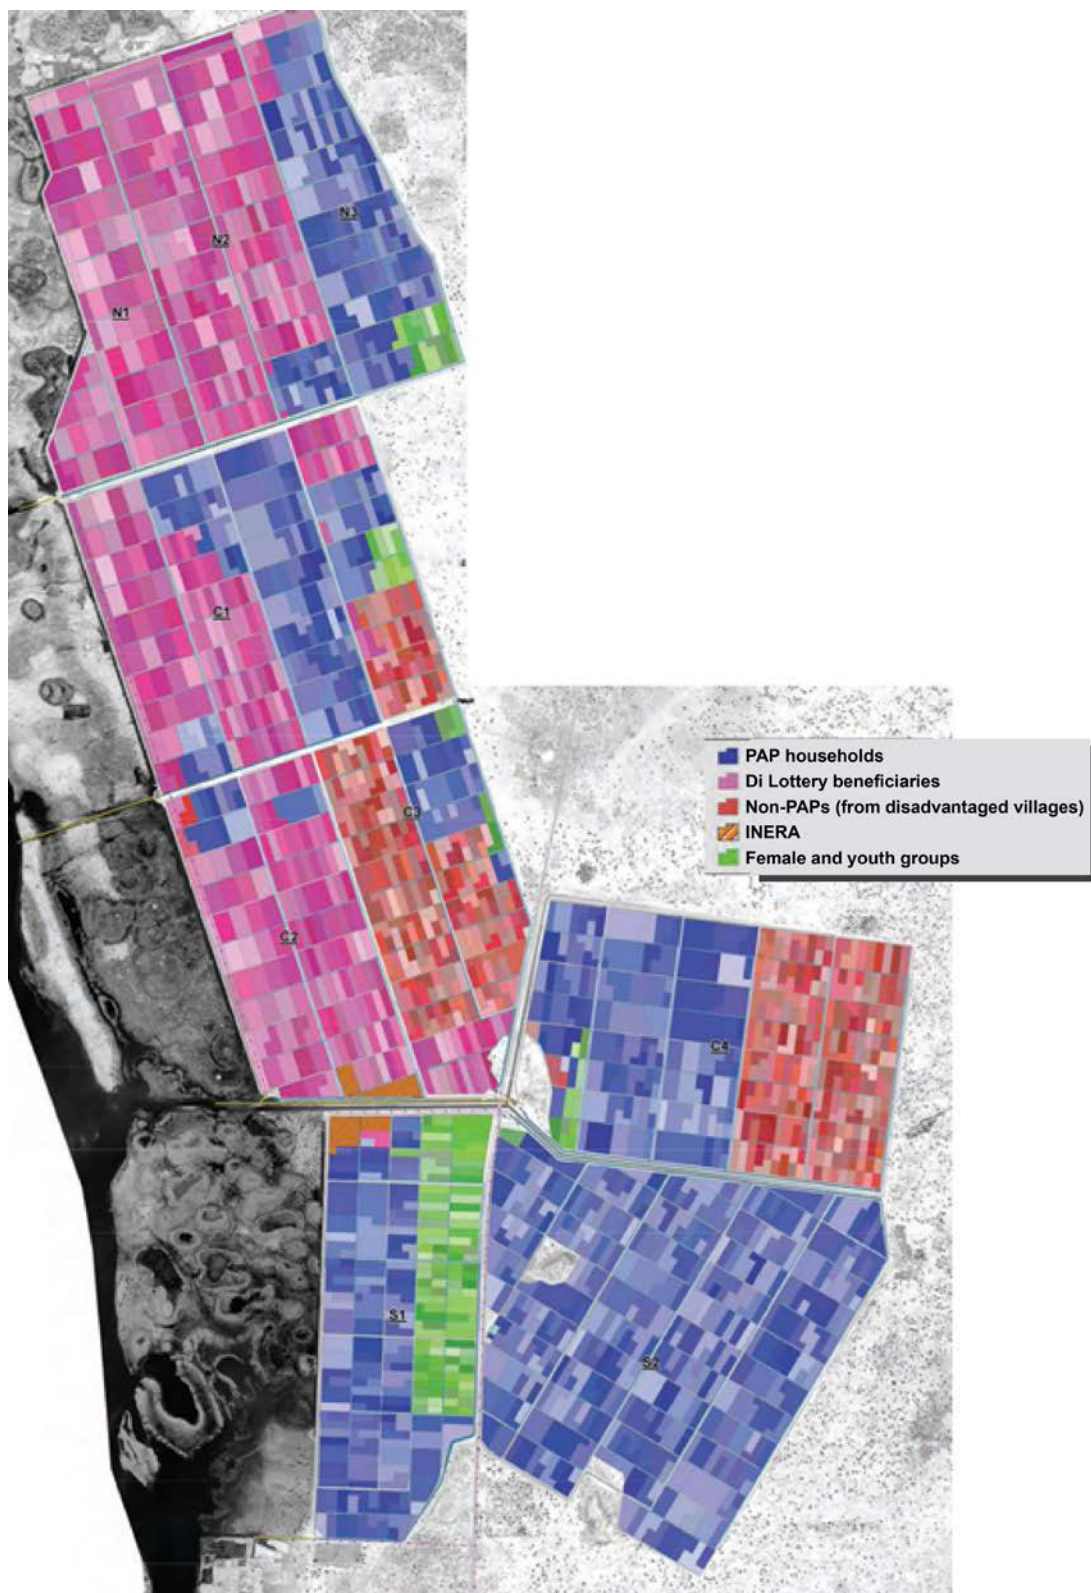 N3
N2
N1
C1
C3
C2
C4
S1
S2
PAP households
Di Lottery beneficiaries
Non-PAPs (from disadvantaged villages)
INERA
Female and youth groups